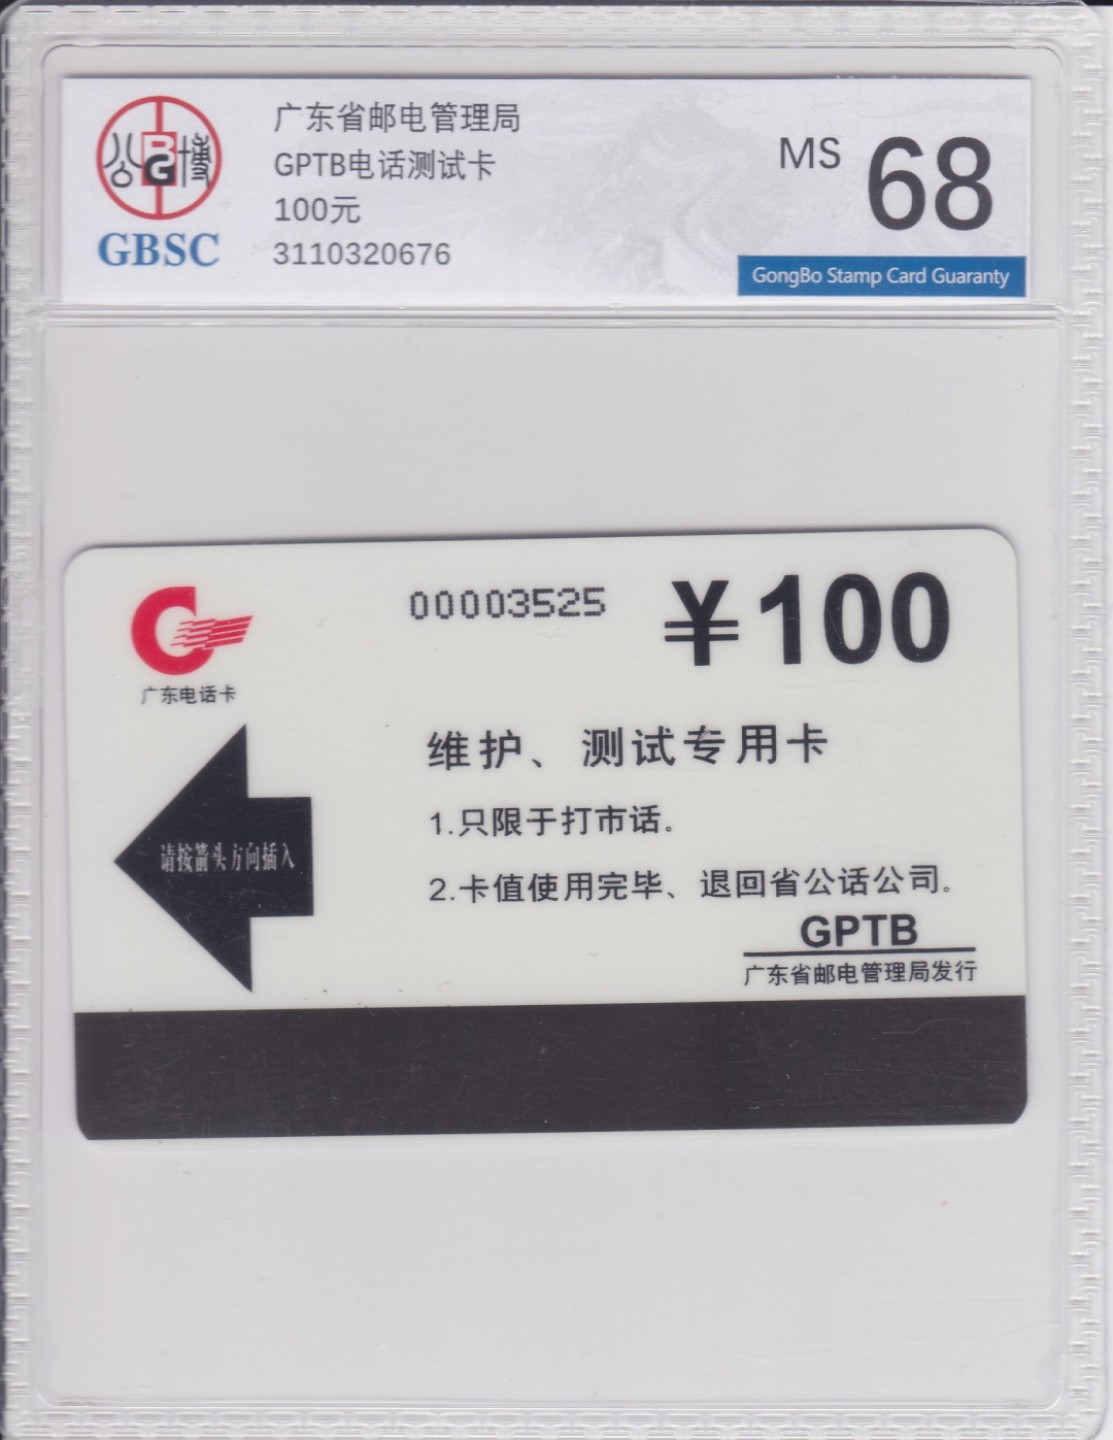 广东省邮电管理局
GPTB电话测试卡
100元
3110320676
公 BG 博
GBSC
MS 68
GongBo Stamp Card Guaranty
00003525
¥100
广东电话卡
维护、测试专用卡
1.只限于打市话。
请按箭头方向插入
2.卡值使用完毕、退回省公话公司。
GPTB
广东省邮电管理局发行